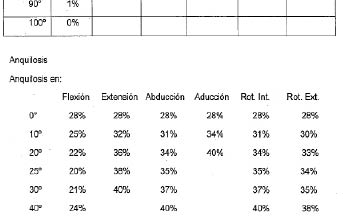 90° 1%
100° 0%
Anquilosis
Anquilosis en:
Flexión Extensión Abducción Aducción Rot. Int. Rot. Ext.
0° 28% 28% 28% 28% 28% 28%
10° 25% 32% 31% 34% 31% 30%
20° 22% 36% 34% 40% 34% 33%
25° 20% 38% 35% 35% 34%
30° 21% 40% 37% 37% 35%
40° 24% 40% 40% 38%